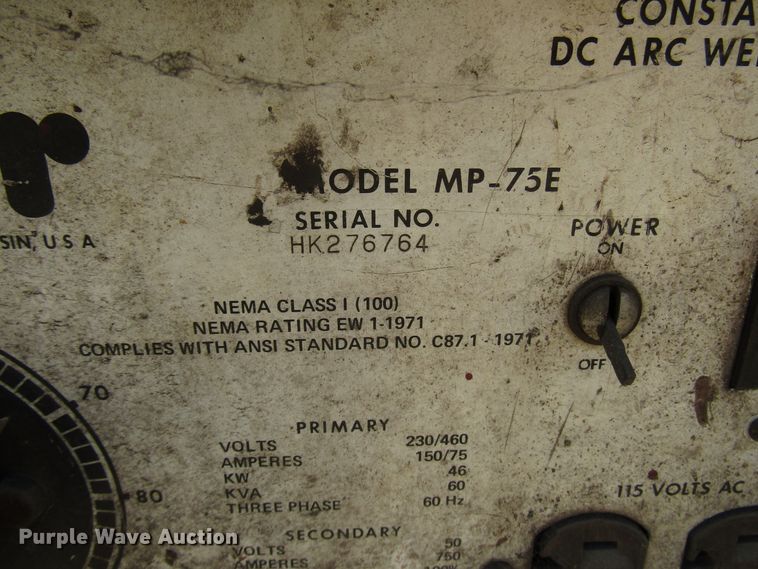 CONSTA
DC ARC WE
r
MODEL MP-75E
SERIAL NO.
HK276764
SIN, U S A
POWER
ON
OFF
NEMA CLASS I (100)
NEMA RATING EW 1-1971
COMPLIES WITH ANSI STANDARD NO. C87.1 - 1971
70
80
PRIMARY
VOLTS 230/460
AMPERES 150/75
KW 46
KVA 60
THREE PHASE 60 Hz
115 VOLTS AC
SECONDARY
VOLTS 50
AMPERES 750
100%
Purple Wave Auction